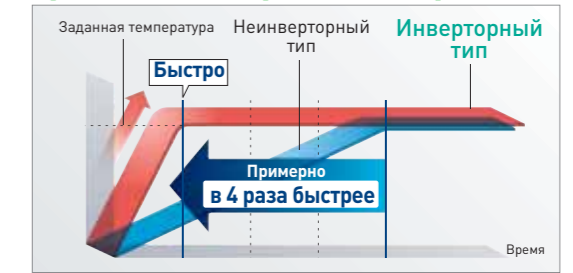 Заданная температура
Неинверторный
тип
Инверторный
тип
Быстро
Примерно
в 4 раза быстрее
Время